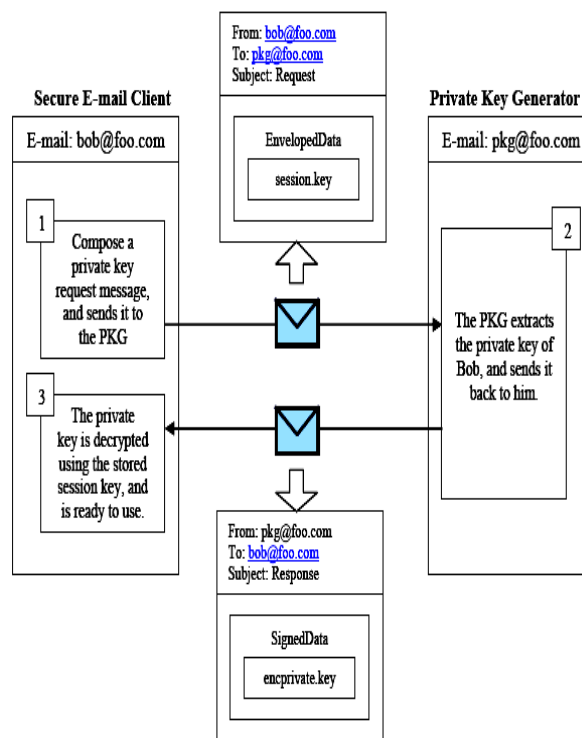 From: bob@foo.com
To: pkg@foo.com
Subject: Request
EnvelopedData
session.key
Secure E-mail Client
E-mail: bob@foo.com
1
Compose a
private key
request message,
and sends it to
the PKG
Private Key Generator
E-mail: pkg@foo.com
2
The PKG extracts
the private key of
Bob, and sends it
back to him.
3
The private
key is decrypted
using the stored
session key, and
is ready to use.
From: pkg@foo.com
To: bob@foo.com
Subject: Response
SignedData
encprivate.key